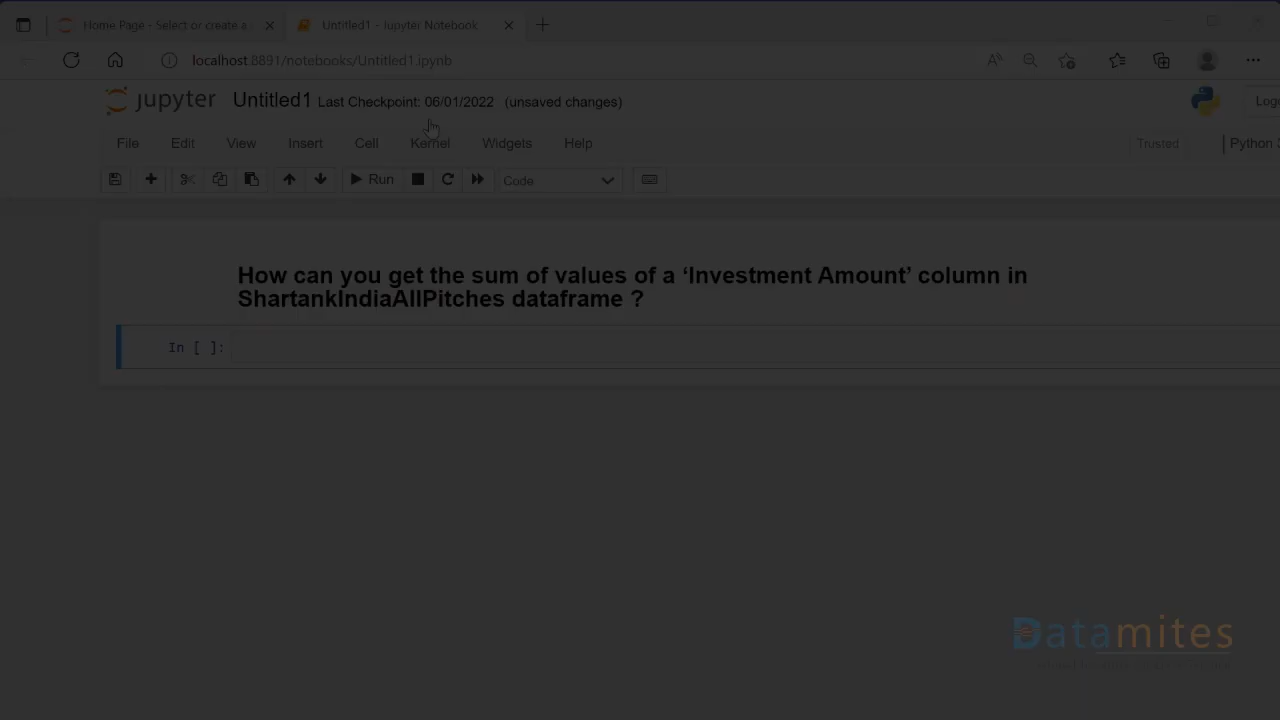 Home Page - Select or create a
Untitled1 - Jupyter Notebook
localhost:8891/notebooks/Untitled1.ipynb
jupyter Untitled1 Last Checkpoint: 06/01/2022 (unsaved changes)
File Edit View Insert Cell Kernel Widgets Help Trusted Python
Run Code
How can you get the sum of values of a ‘Investment Amount’ column in
ShartankIndiaAllPitches dataframe ?
In [ ]:
Datamites